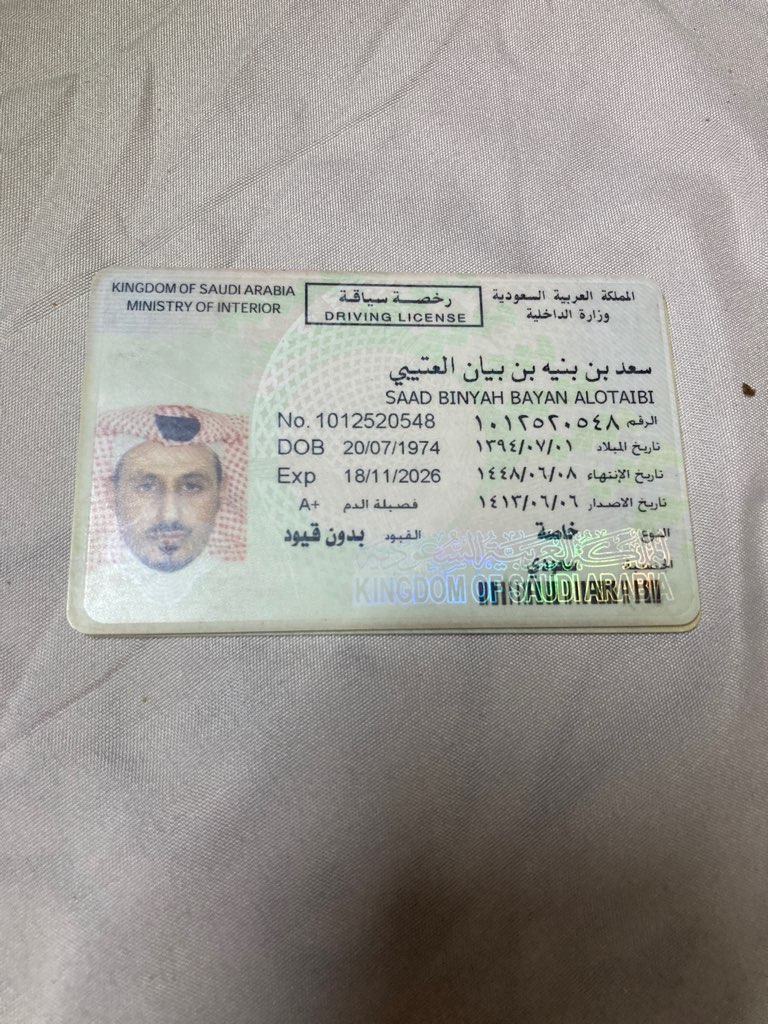 KINGDOM OF SAUDI ARABIA
MINISTRY OF INTERIOR
رخصة سياقة
DRIVING LICENSE
المملكة العربية السعودية
وزارة الداخلية
سعد بن بنيه بن بيان العتيبي
SAAD BINYAH BAYAN ALOTAIBI
No. 1012520548 الرقم ١٠١٢٥٢٠٥٤٨
DOB 20/07/1974 تاريخ الميلاد ١٣٩٤/٠٧/٠١
Exp 18/11/2026 تاريخ الإنتهاء ١٤٤٨/٠٦/٠٨
تاريخ الاصدار ١٤١٣/٠٦/٠٦ فصيلة الدم A+
النوع خاصة القيود بدون قيود
الجنسية سعودي
KINGDOM OF SAUDI ARABIA